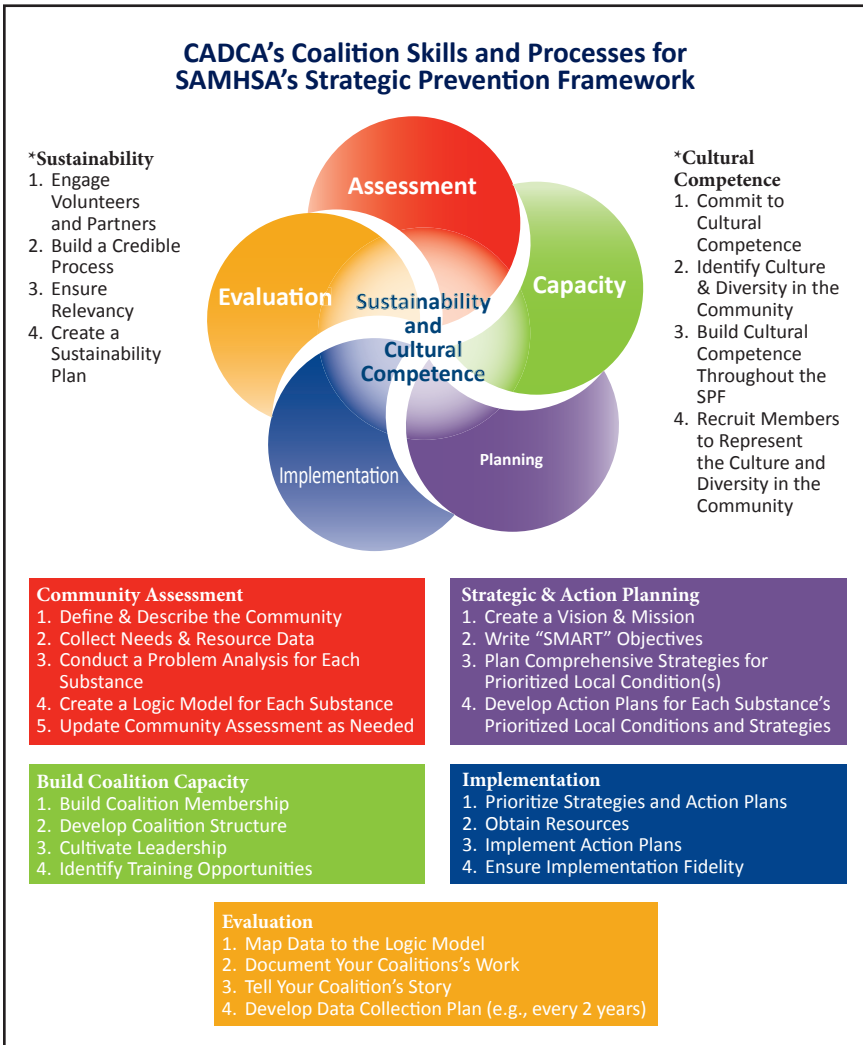 CADCA's Coalition Skills and Processes for
SAMHSA's Strategic Prevention Framework
*Sustainability
1. Engage
Volunteers
and Partners
2. Build a Credible
Process
3. Ensure
Relevancy
4. Create a
Sustainability
Plan
Assessment
Capacity
Evaluation
Sustainability
and
Cultural
Competence
Implementation
Planning
*Cultural
Competence
1. Commit to
Cultural
Competence
2. Identify Culture
& Diversity in the
Community
3. Build Cultural
Competence
Throughout the
SPF
4. Recruit Members
to Represent
the Culture and
Diversity in the
Community
Community Assessment
1. Define & Describe the Community
2. Collect Needs & Resource Data
3. Conduct a Problem Analysis for Each
Substance
4. Create a Logic Model for Each Substance
5. Update Community Assessment as Needed
Strategic & Action Planning
1. Create a Vision & Mission
2. Write “SMART” Objectives
3. Plan Comprehensive Strategies for
Prioritized Local Condition(s)
4. Develop Action Plans for Each Substance's
Prioritized Local Conditions and Strategies
Build Coalition Capacity
1. Build Coalition Membership
2. Develop Coalition Structure
3. Cultivate Leadership
4. Identify Training Opportunities
Implementation
1. Prioritize Strategies and Action Plans
2. Obtain Resources
3. Implement Action Plans
4. Ensure Implementation Fidelity
Evaluation
1. Map Data to the Logic Model
2. Document Your Coalitions's Work
3. Tell Your Coalition's Story
4. Develop Data Collection Plan (e.g., every 2 years)